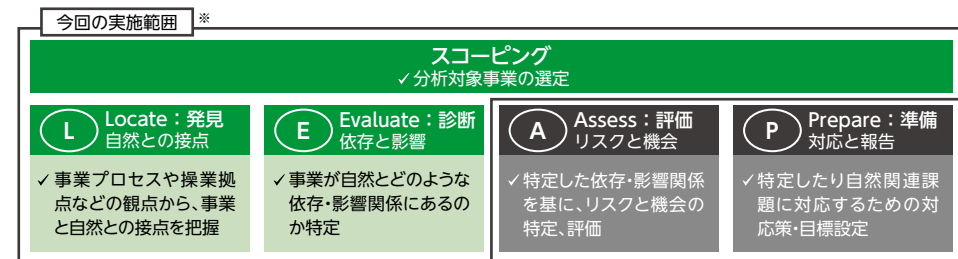 今回の実施範囲 ※
スコーピング
✓分析対象事業の選定
L Locate：発見
自然との接点
✓事業プロセスや操業拠
点などの観点から、事業
と自然との接点を把握
E Evaluate：診断
依存と影響
✓事業が自然とどのような
依存・影響関係にあるの
か特定
A Assess：評価
リスクと機会
✓特定した依存・影響関係
を基に、リスクと機会の
特定、評価
P Prepare：準備
対応と報告
✓特定したり自然関連課
題に対応するための対
応策・目標設定